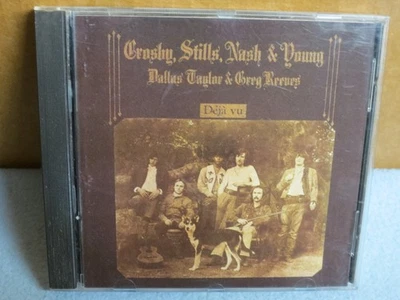 Crosby, Stills, Nash & Young
Dallas Taylor & Greg Reeves
Déjà vu